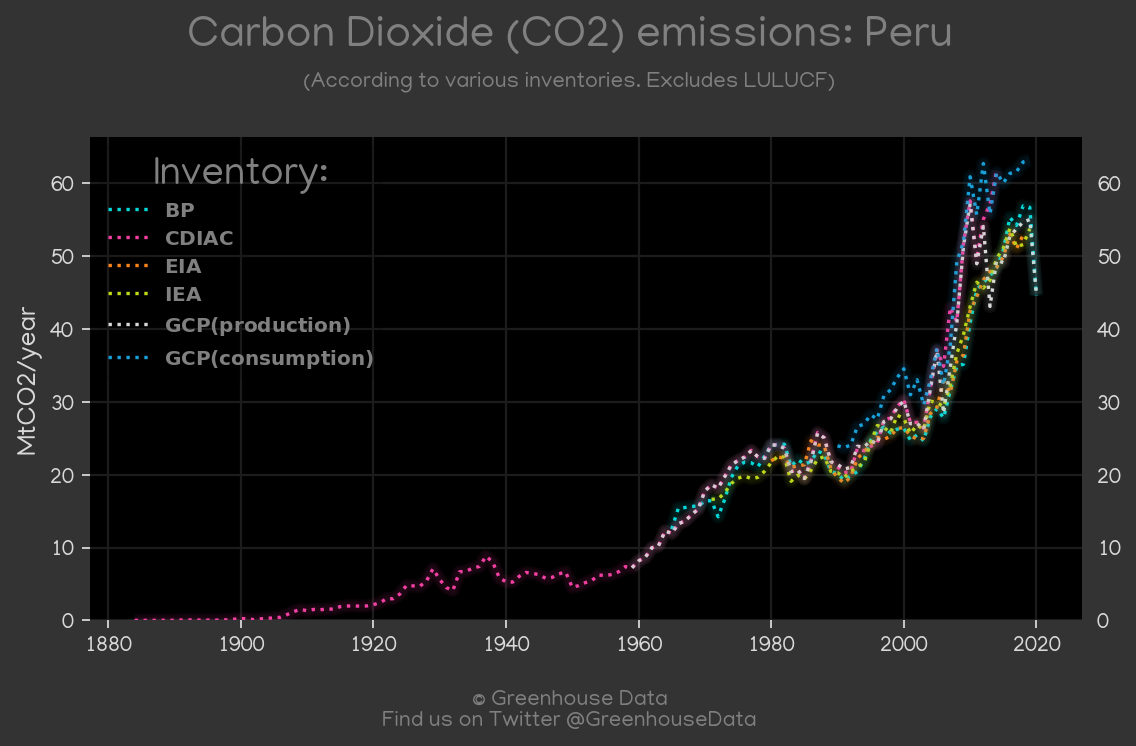 Carbon Dioxide (CO2) emissions: Peru
(According to various inventories. Excludes LULUCF)
Inventory:
BP
CDIAC
EIA
IEA
GCP(production)
GCP(consumption)
MtCO2/year
60
50
40
30
20
10
0
60
50
40
30
20
10
0
1880 1900 1920 1940 1960 1980 2000 2020
© Greenhouse Data
Find us on Twitter @GreenhouseData